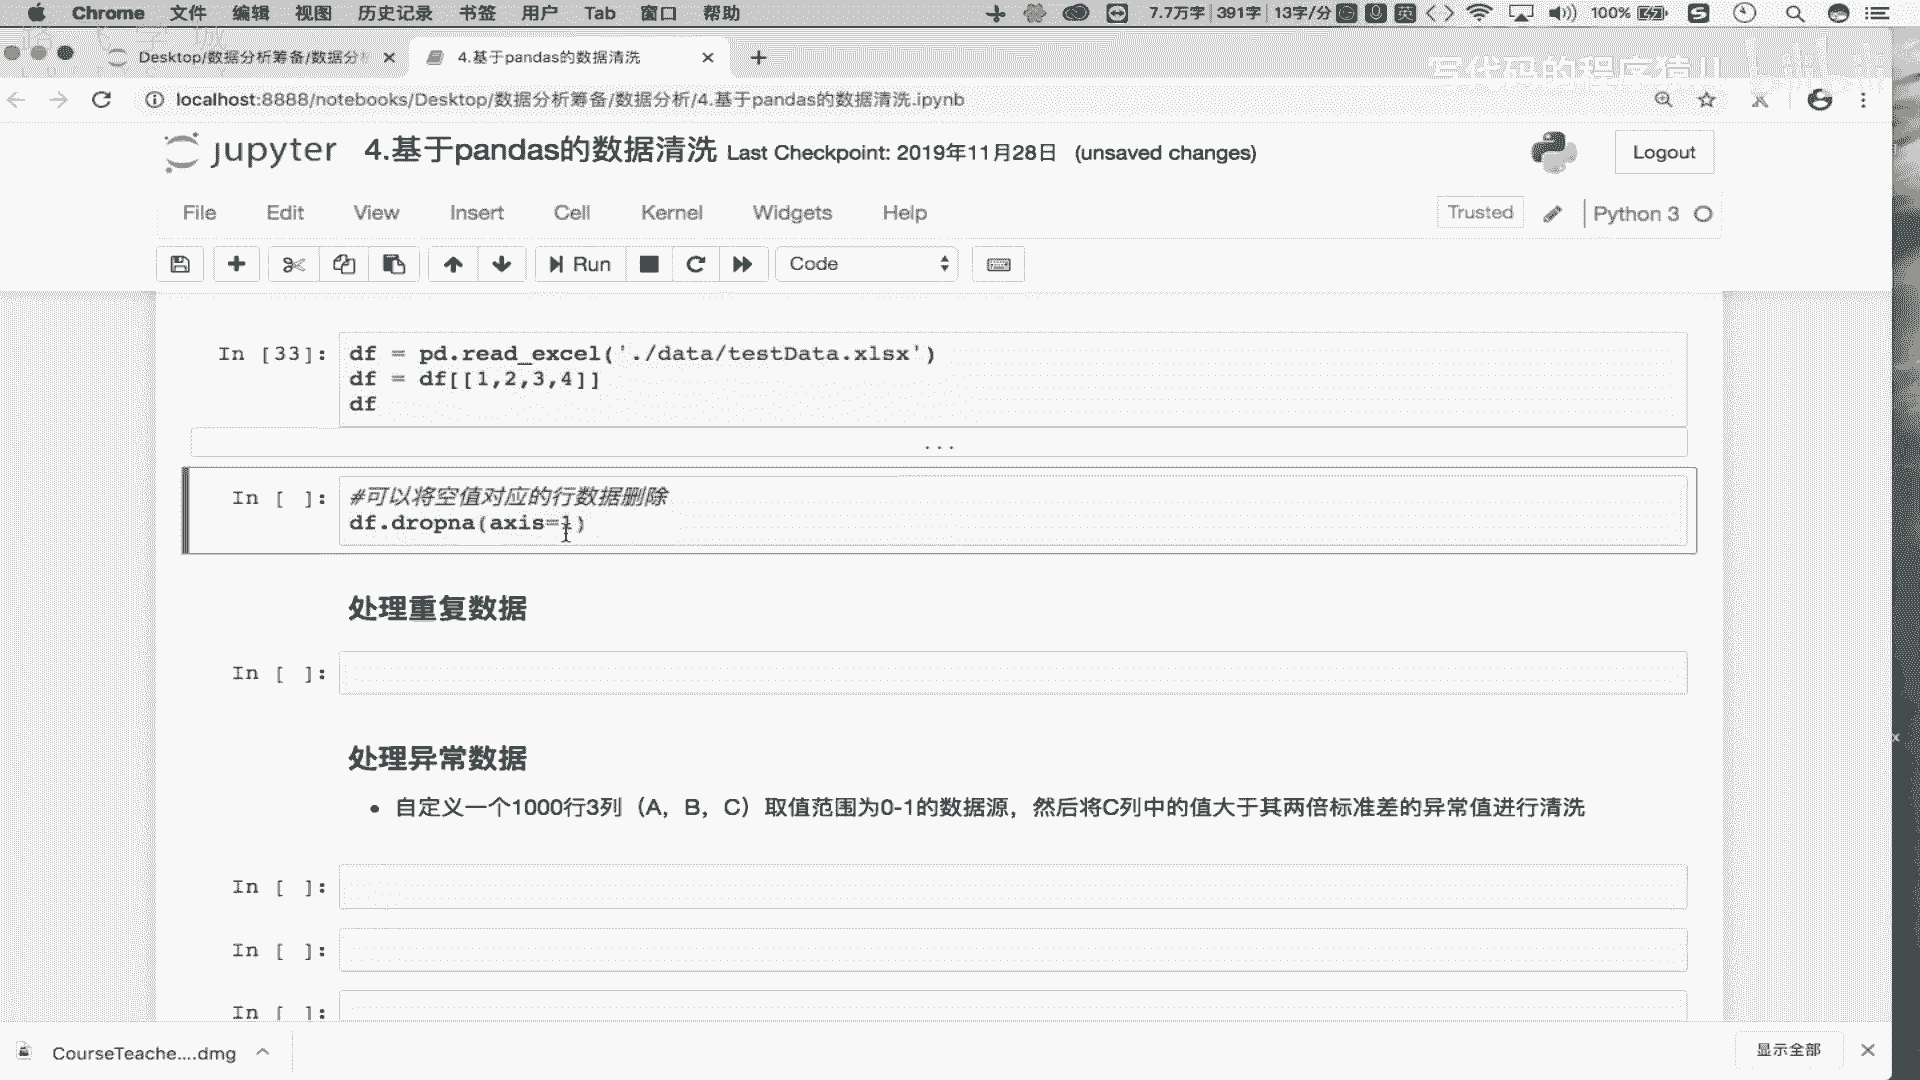 Chrome 文件 编辑 视图 历史记录 书签 用户 Tab 窗口 帮助 7.7万字 391字 13字/分 英 100%
Desktop/数据分析筹备/数据分 4.基于pandas的数据清洗
写代码的程序猿
localhost:8888/notebooks/Desktop/数据分析筹备/数据分析/4.基于pandas的数据清洗.ipynb
jupyter 4.基于pandas的数据清洗 Last Checkpoint: 2019年11月28日 (unsaved changes) Logout
File Edit View Insert Cell Kernel Widgets Help Trusted Python 3
Run Code
In [33]: df = pd.read_excel('./data/testData.xlsx')
df = df[[1,2,3,4]]
df
...
In [ ]: #可以将空值对应的行数据删除
df.dropna(axis=1)
处理重复数据
In [ ]:
处理异常数据
• 自定义一个1000行3列（A，B，C）取值范围为0-1的数据源，然后将C列中的值大于其两倍标准差的异常值进行清洗
In [ ]:
In [ ]:
In [ ]:
CourseTeache....dmg 显示全部